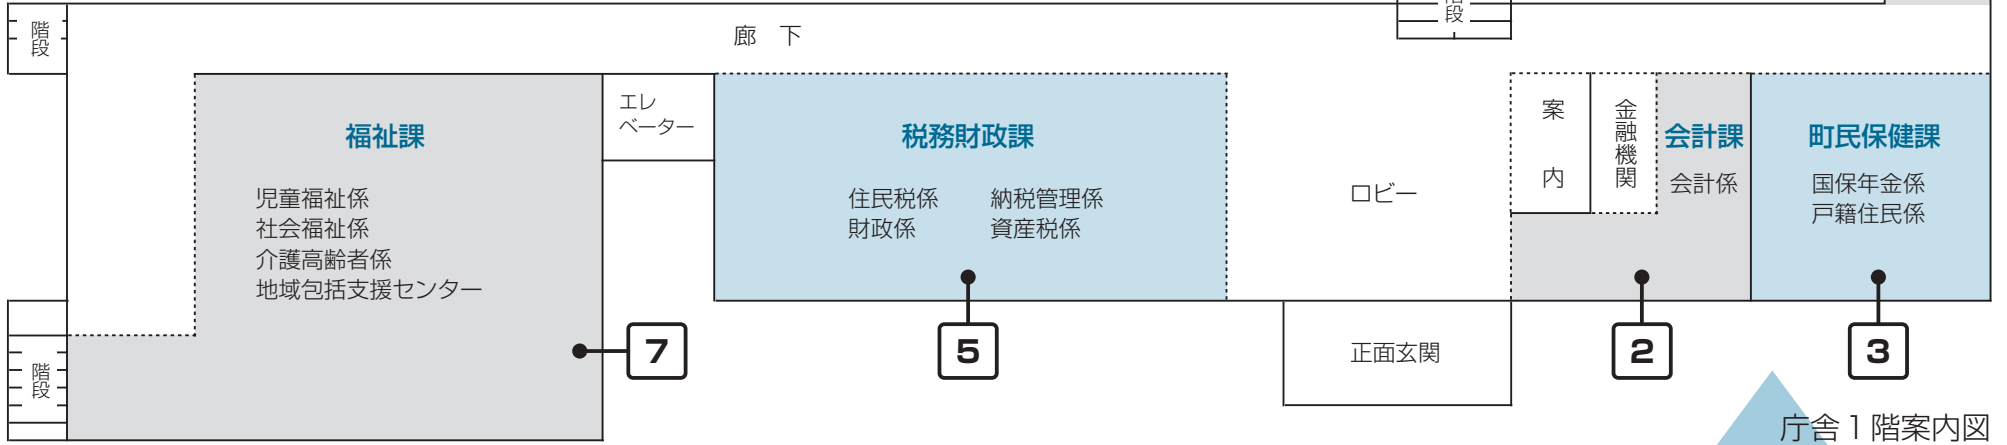 階段
廊　下
階段
福祉課
児童福祉係
社会福祉係
介護高齢者係
地域包括支援センター
7
エレ
ベーター
税務財政課
住民税係　納税管理係
財政係　資産税係
5
ロビー
正面玄関
案内
金融機関
会計課
会計係
2
町民保健課
国保年金係
戸籍住民係
3
階段
庁舎１階案内図